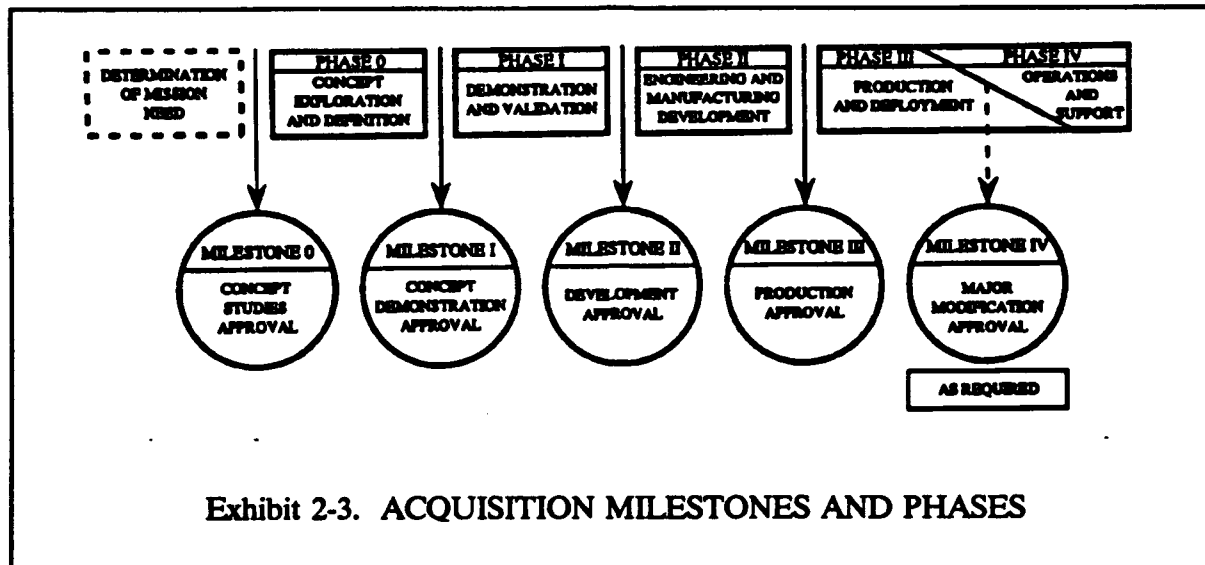 DETERMINATION
OF MISSION
NEED
PHASE 0
CONCEPT
EXPLORATION
AND DEFINITION
PHASE I
DEMONSTRATION
AND VALIDATION
PHASE II
ENGINEERING AND
MANUFACTURING
DEVELOPMENT
PHASE III
PRODUCTION
AND DEPLOYMENT
PHASE IV
OPERATIONS
AND
SUPPORT
MILESTONE 0
CONCEPT
STUDIES
APPROVAL
MILESTONE I
CONCEPT
DEMONSTRATION
APPROVAL
MILESTONE II
DEVELOPMENT
APPROVAL
MILESTONE III
PRODUCTION
APPROVAL
MILESTONE IV
MAJOR
MODIFICATION
APPROVAL
AS REQUIRED
Exhibit 2-3. ACQUISITION MILESTONES AND PHASES